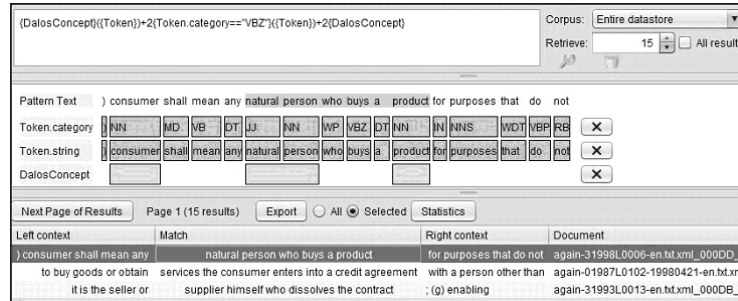 {DalosConcept}({Token})+2{Token.category=="VBZ"}({Token})+2{DalosConcept}
Corpus: Entire datastore
Retrieve: 15 All result
Pattern Text ) consumer shall mean any natural person who buys a product for purposes that do not
Token.category ) NN MD VB DT JJ NN WP VBZ DT NN IN NNS WDT VBP RB X
Token.string ) consumer shall mean any natural person who buys a product for purposes that do not X
DalosConcept X
Next Page of Results Page 1 (15 results) Export All Selected Statistics
Left context Match Right context Document
) consumer shall mean any natural person who buys a product for purposes that do not again-31998L0006-en.txt.xml_000DD_
to buy goods or obtain services the consumer enters into a credit agreement with a person other than again-01987L0102-19980421-en.txt.xm
it is the seller or supplier himself who dissolves the contract ; (g) enabling again-31993L0013-en.txt.xml_000DB_